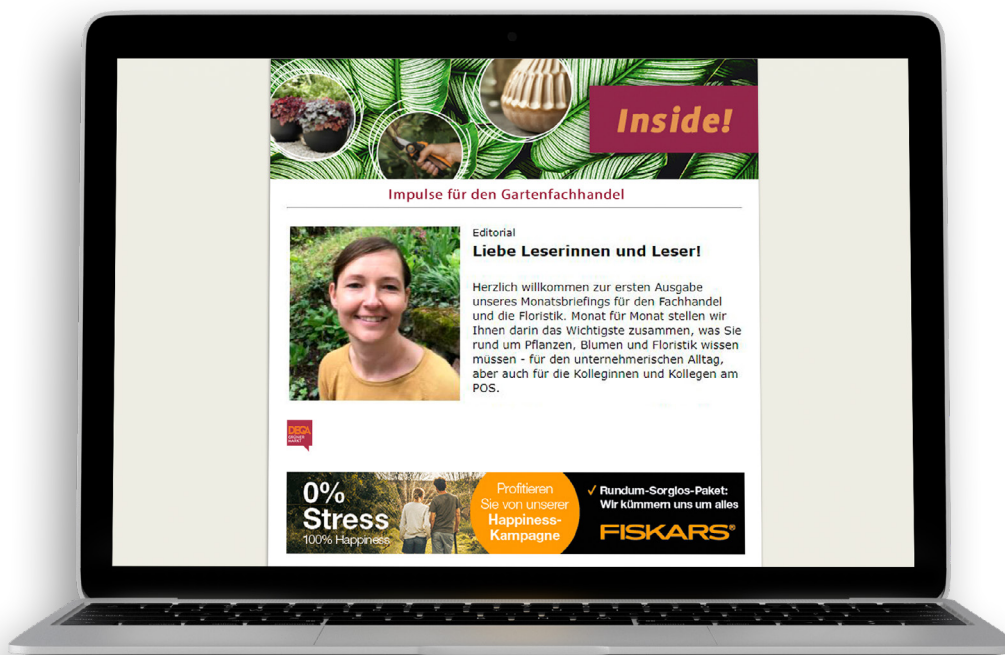 Inside!
Impulse für den Gartenfachhandel
Editorial
Liebe Leserinnen und Leser!
Herzlich willkommen zur ersten Ausgabe
unseres Monatsbriefings für den Fachhandel
und die Floristik. Monat für Monat stellen wir
Ihnen darin das Wichtigste zusammen, was Sie
rund um Pflanzen, Blumen und Floristik wissen
müssen - für den unternehmerischen Alltag,
aber auch für die Kolleginnen und Kollegen am
POS.
DEGA
GRÜNER
MARKT
0%
Stress
100% Happiness
Profitieren
Sie von unserer
Happiness-
Kampagne
✓ Rundum-Sorglos-Paket:
Wir kümmern uns um alles
FISKARS®